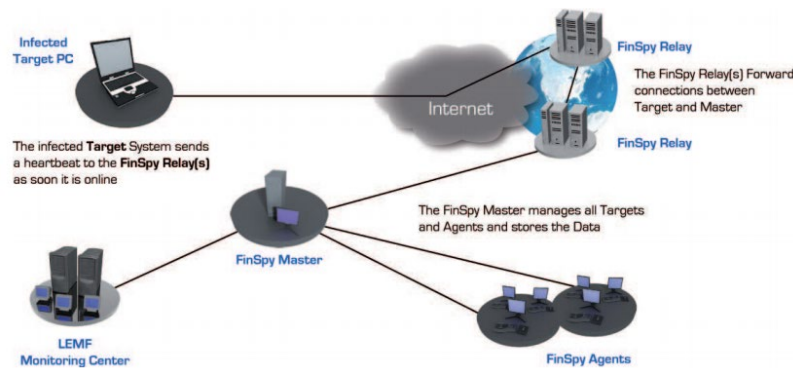 Infected
Target PC
The infected Target System sends
a heartbeat to the FinSpy Relay(s)
as soon it is online
Internet
FinSpy Relay
The FinSpy Relay(s) Forward
connections between
Target and Master
FinSpy Relay
The FinSpy Master manages all Targets
and Agents and stores the Data
FinSpy Master
LEMF
Monitoring Center
FinSpy Agents